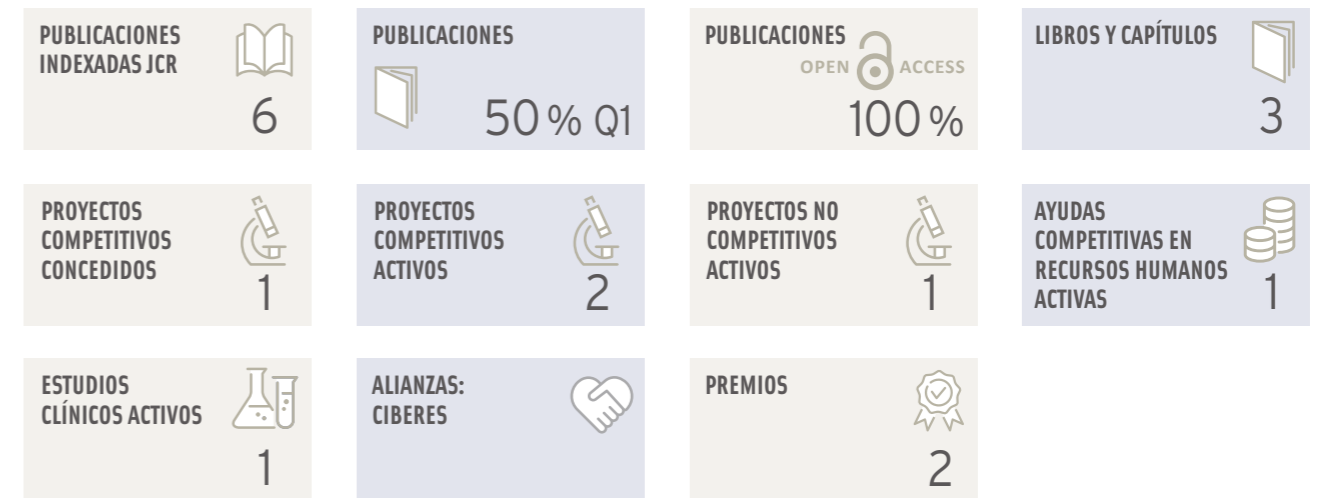 PUBLICACIONES
INDEXADAS JCR
6
PUBLICACIONES
50 % Q1
PUBLICACIONES
OPEN ACCESS
100 %
LIBROS Y CAPÍTULOS
3
PROYECTOS
COMPETITIVOS
CONCEDIDOS
1
PROYECTOS
COMPETITIVOS
ACTIVOS
2
PROYECTOS NO
COMPETITIVOS
ACTIVOS
1
AYUDAS
COMPETITIVAS EN
RECURSOS HUMANOS
ACTIVAS
1
ESTUDIOS
CLÍNICOS ACTIVOS
1
ALIANZAS:
CIBERES
PREMIOS
2